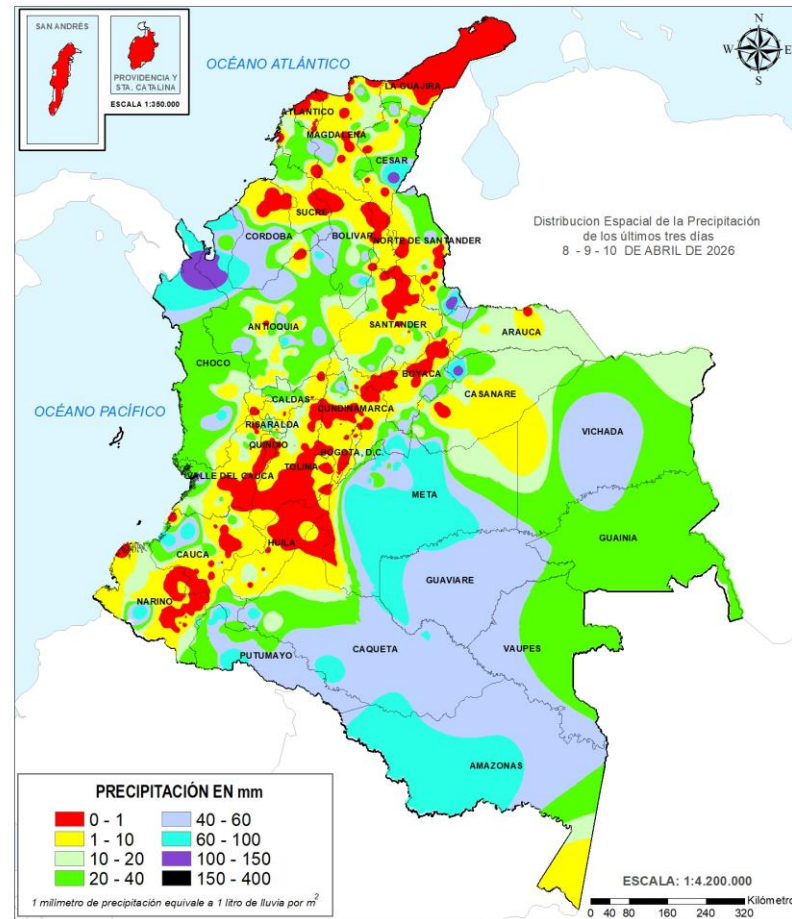 SAN ANDRÉS
PROVIDENCIA Y
STA. CATALINA
ESCALA 1:350.000
OCÉANO ATLÁNTICO
N
W
E
S
LA GUAJIRA
ATLANTICO
MAGDALENA
CESAR
Distribucion Espacial de la Precipitación
de los últimos tres días
8 - 9 - 10 DE ABRIL DE 2026
SUCRE
CORDOBA
BOLIVAR
NORTE DE SANTANDER
ANTIOQUIA
SANTANDER
ARAUCA
CHOCO
BOYACA
CASANARE
CALDAS
CUNDINAMARCA
OCÉANO PACÍFICO
RISARALDA
VICHADA
QUINDIO
BOGOTA, D.C.
TOLIMA
VALLE DEL CAUCA
META
GUAINIA
HUILA
CAUCA
GUAVIARE
NARINO
CAQUETA
VAUPES
PUTUMAYO
AMAZONAS
PRECIPITACIÓN EN mm
0 - 1
40 - 60
1 - 10
60 - 100
10 - 20
100 - 150
20 - 40
150 - 400
1 milímetro de precipitación equivale a 1 litro de lluvia por m²
ESCALA: 1:4.200.000
Kilómetro
40 80 160 240 320